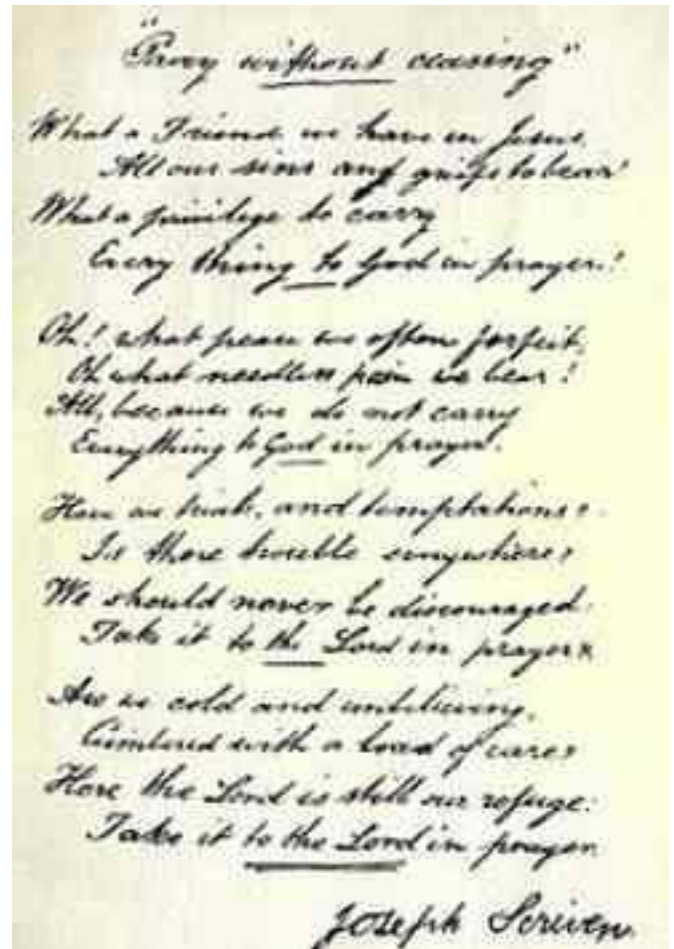 "Pray without ceasing"
What a Friend we have in Jesus,
All our sins and griefs to bear!
What a privilege to carry
Every thing to God in prayer!
Oh! what peace we often forfeit,
Oh what needless pain we bear!
All, because we do not carry
Everything to God in prayer.
Have we trials, and temptations?
Is there trouble anywhere?
We should never be discouraged.
Take it to the Lord in prayer.
Are we cold and unbelieving,
Cumbered with a load of care?
Here the Lord is still our refuge:
Take it to the Lord in prayer.
Joseph Scriven